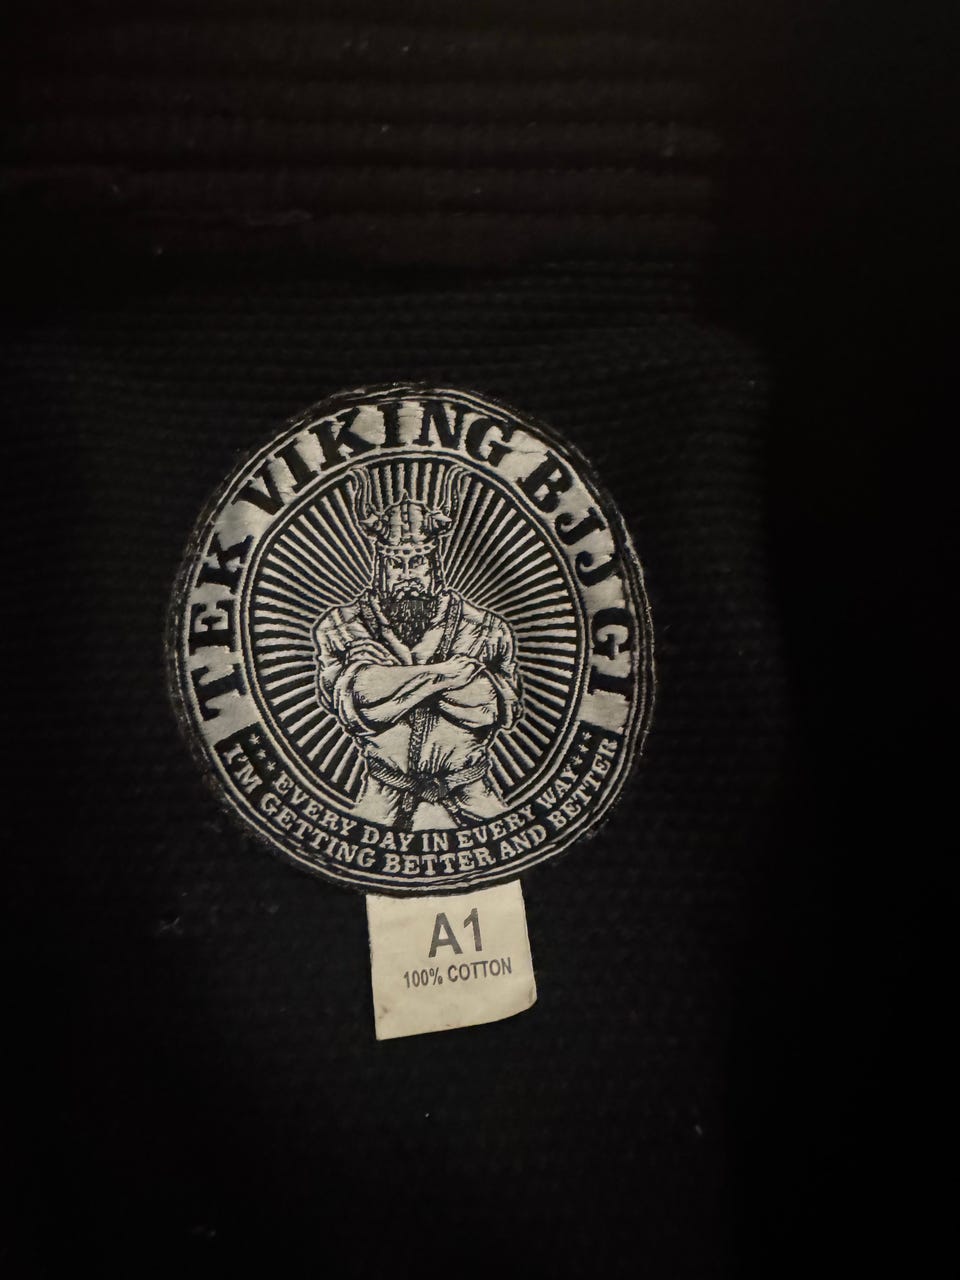 TEK VIKING BJJ GI
*** EVERY DAY IN EVERY WAY ***
I'M GETTING BETTER AND BETTER
A1
100% COTTON